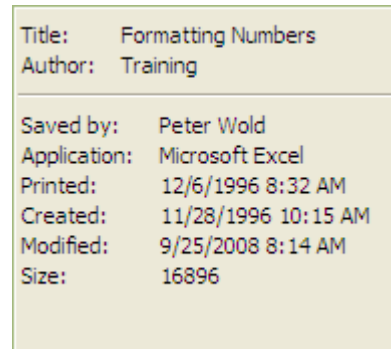 Title: Formatting Numbers
Author: Training
Saved by: Peter Wold
Application: Microsoft Excel
Printed: 12/6/1996 8:32 AM
Created: 11/28/1996 10:15 AM
Modified: 9/25/2008 8:14 AM
Size: 16896